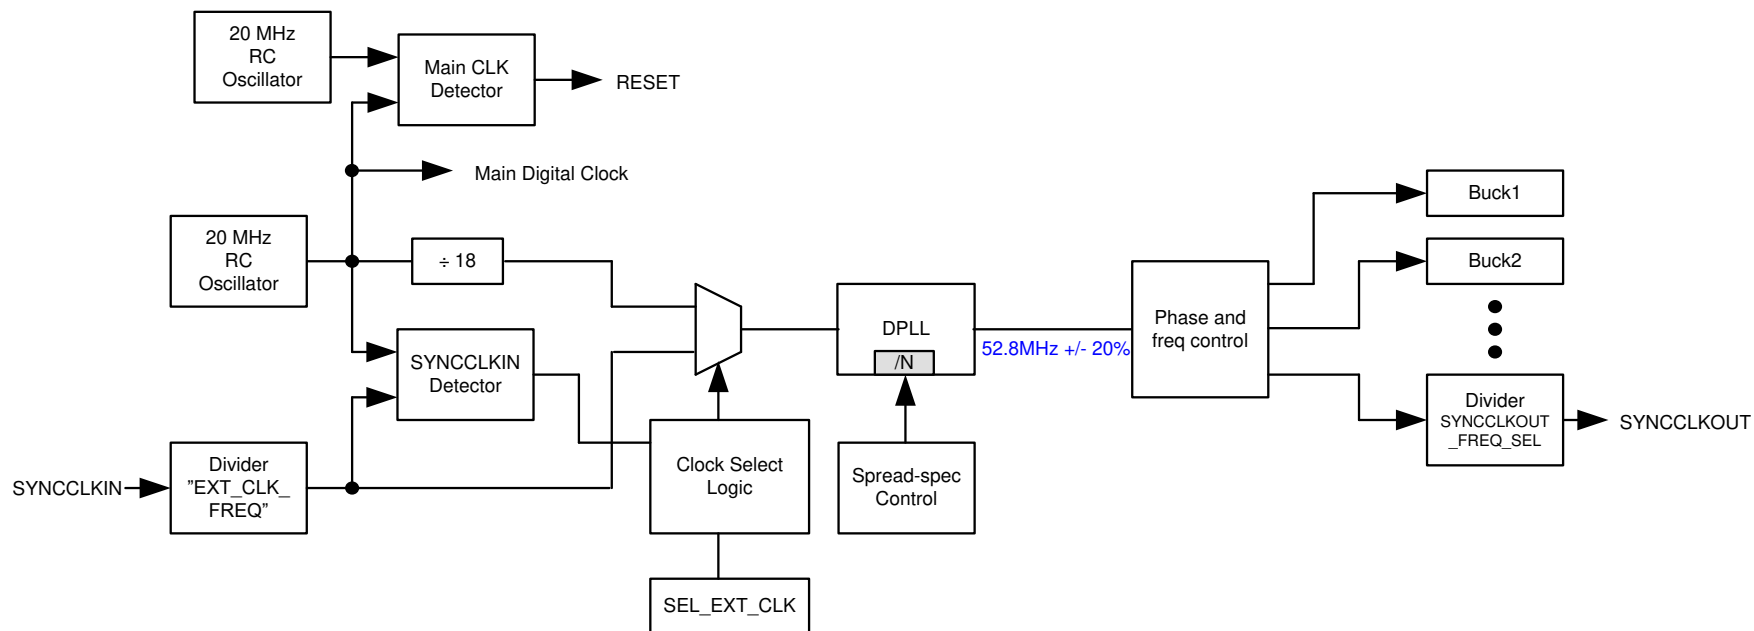 20 MHz
RC
Oscillator
Main CLK
Detector
RESET
Main Digital Clock
20 MHz
RC
Oscillator
÷ 18
SYNCCLKIN
Detector
SYNCCLKIN
Divider
”EXT_CLK_
FREQ”
Clock Select
Logic
SEL_EXT_CLK
DPLL
/N
Spread-spec
Control
52.8MHz +/- 20%
Phase and
freq control
Buck1
Buck2
Divider
SYNCCLKOUT
_FREQ_SEL
SYNCCLKOUT